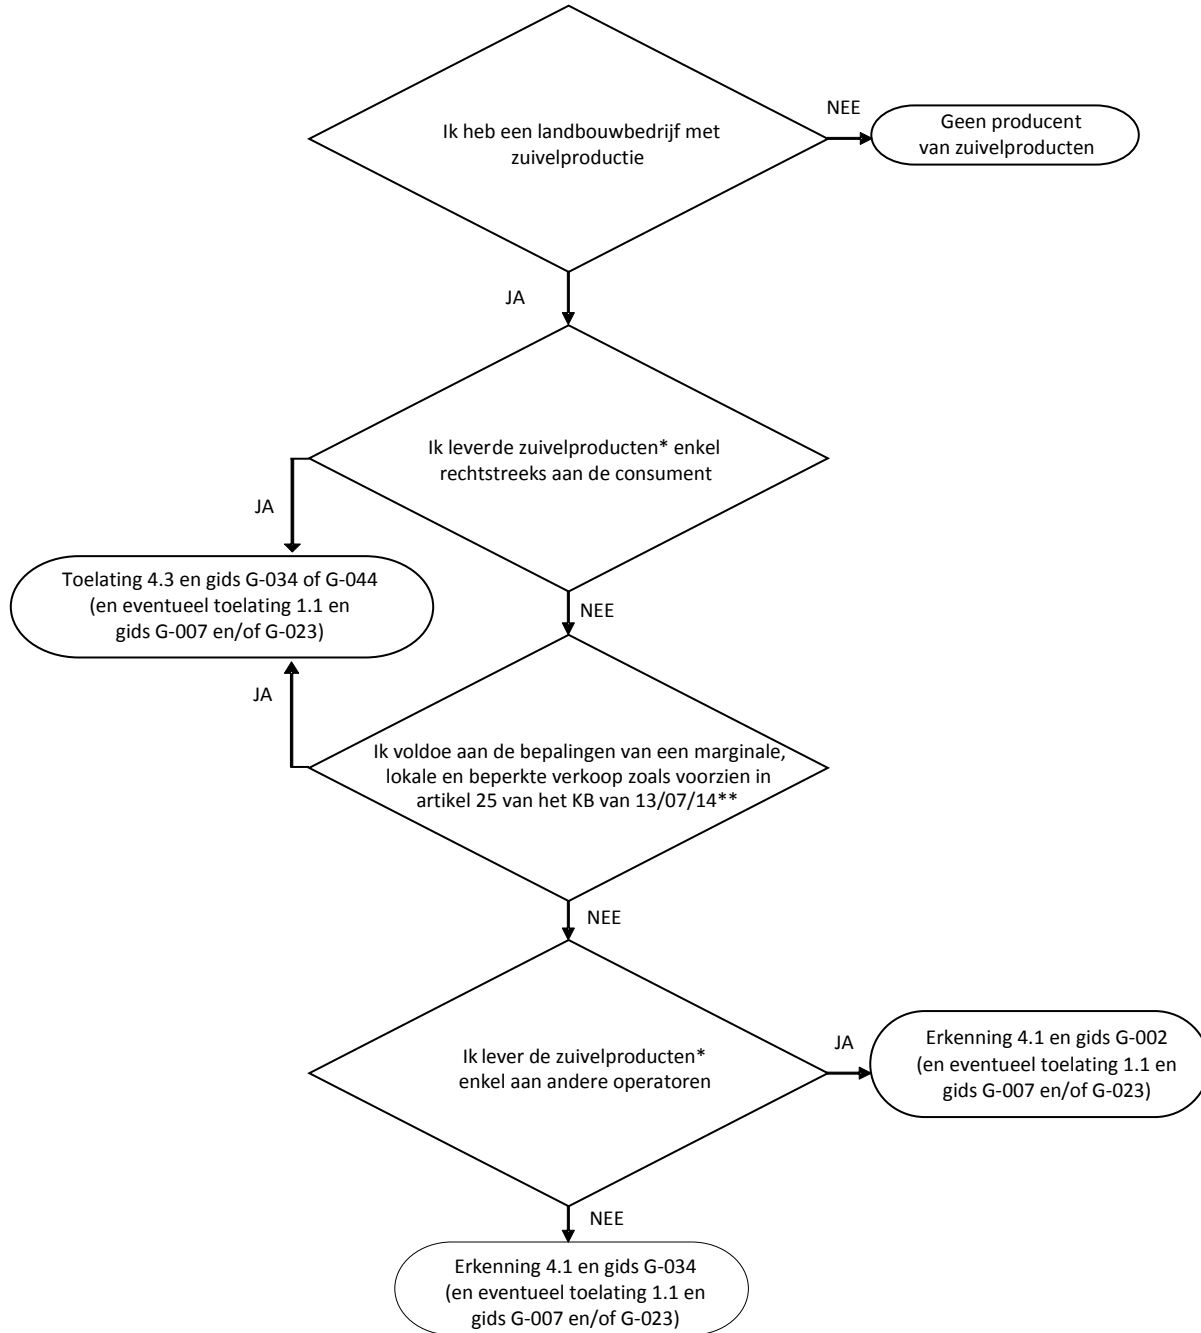 Ik heb een landbouwbedrijf met
zuivelproductie
NEE
Geen producent
van zuivelproducten
JA
Ik leverde zuivelproducten* enkel
rechtstreeks aan de consument
JA
Toelating 4.3 en gids G-034 of G-044
(en eventueel toelating 1.1 en
gids G-007 en/of G-023)
NEE
JA
Ik voldoe aan de bepalingen van een marginale,
lokale en beperkte verkoop zoals voorzien in
artikel 25 van het KB van 13/07/14**
NEE
Ik lever de zuivelproducten*
enkel aan andere operatoren
JA
Erkenning 4.1 en gids G-002
(en eventueel toelating 1.1 en
gids G-007 en/of G-023)
NEE
Erkenning 4.1 en gids G-034
(en eventueel toelating 1.1 en
gids G-007 en/of G-023)